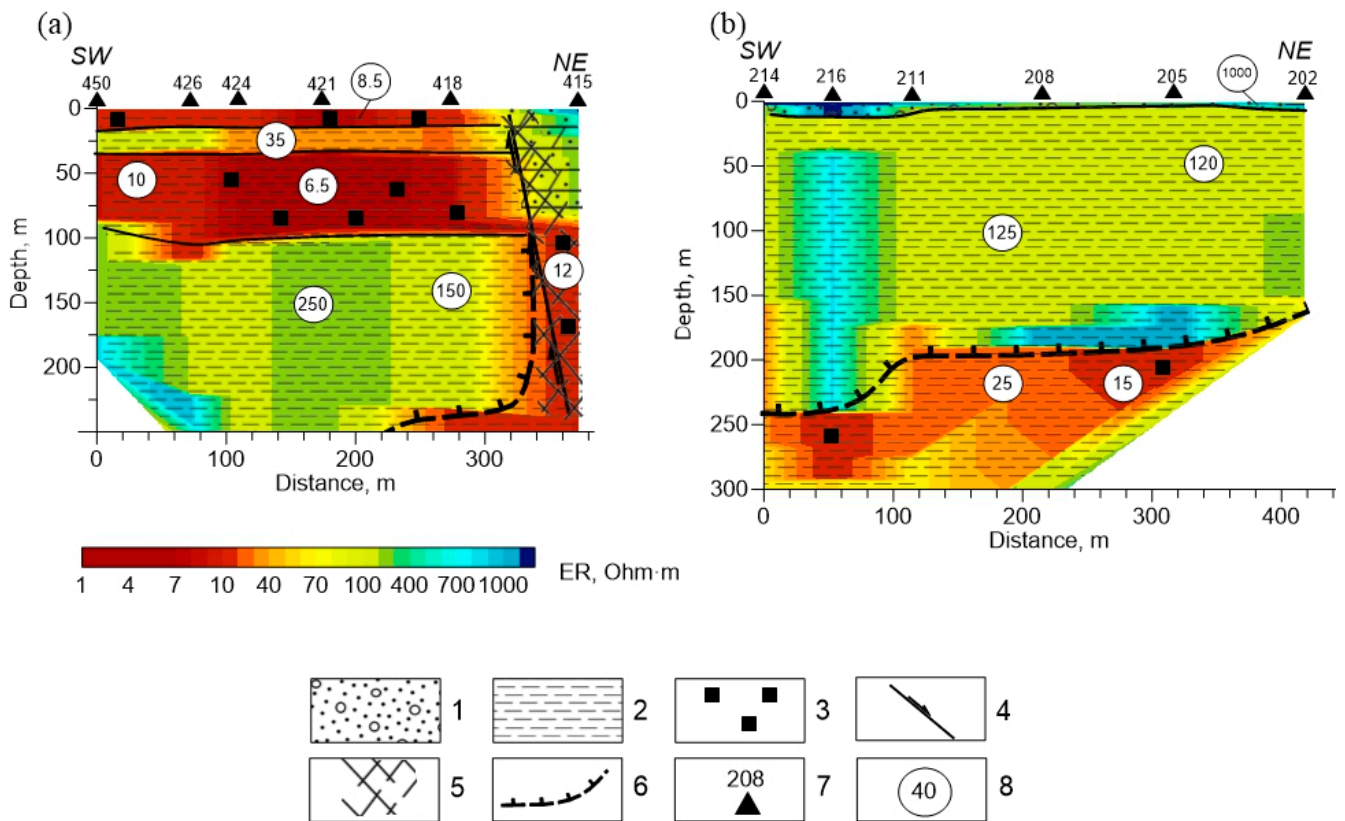 (a)
(b)
SW
NE
SW
NE
450 426 424 421 8.5 418 415
214 216 211 208 205 1000 202
0
50
100
150
200
Depth, m
35
10
6.5
12
250
150
0 100 200 300
Distance, m
0
50
100
150
200
250
300
Depth, m
120
125
25
15
0 100 200 300 400
Distance, m
1 4 7 10 40 70 100 400 700 1000
ER, Ohm·m
1 2 3 4
5 6 208 7 40 8